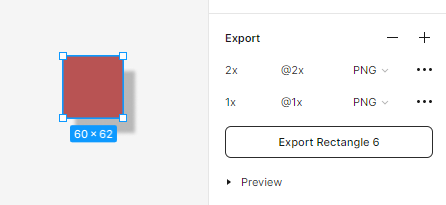 Export
2x @2x PNG
1x @1x PNG
60 × 62
Export Rectangle 6
Preview